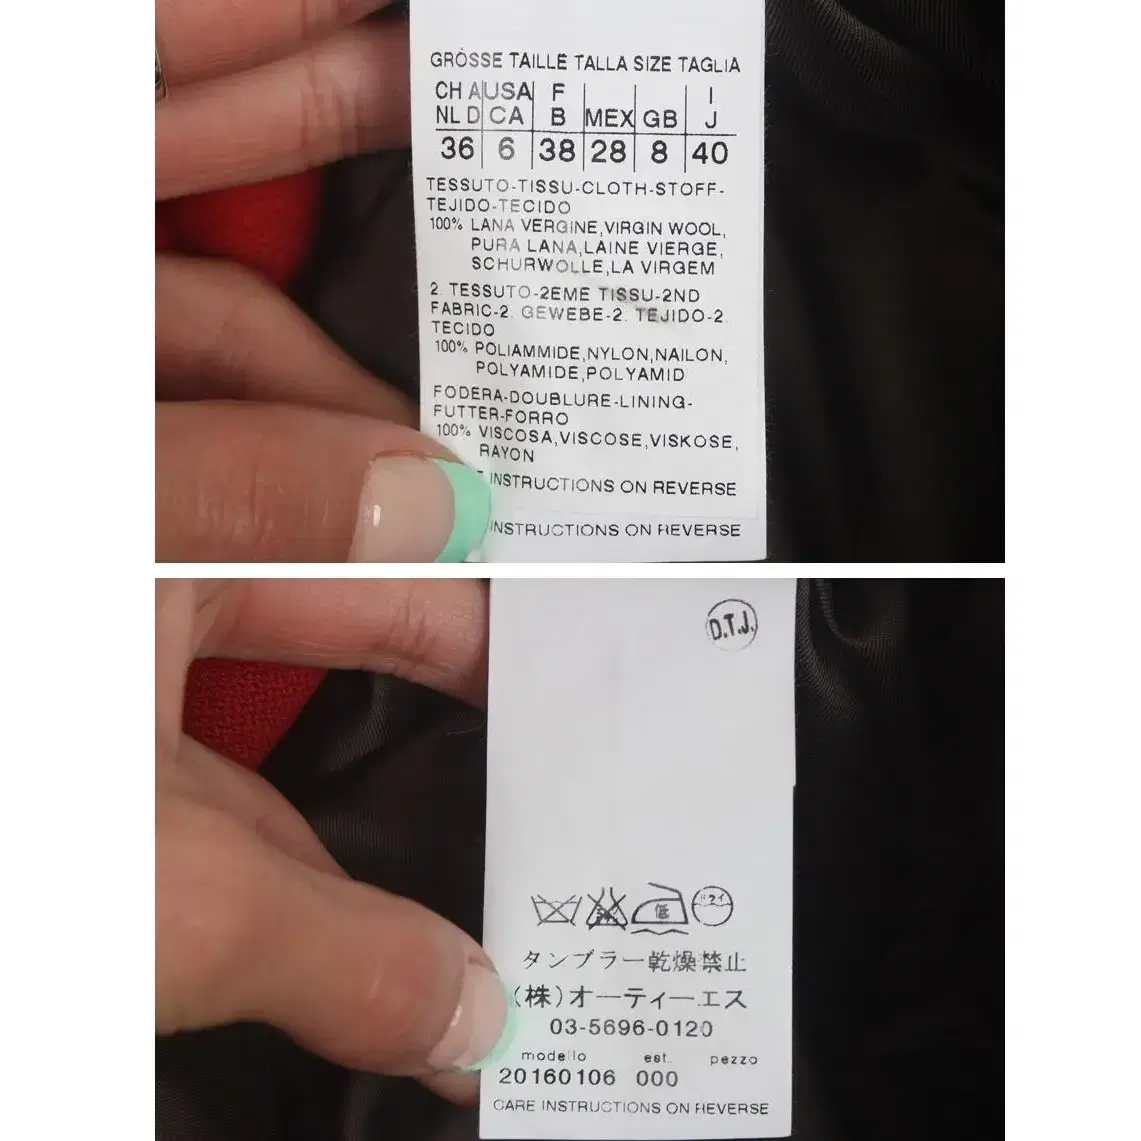 GRÖSSE TAILLE TALLA SIZE TAGLIA
CH A USA F I
NL D CA B MEX GB J
36 6 38 28 8 40
TESSUTO-TISSU-CLOTH-STOFF-
TEJIDO-TECIDO
100% LANA VERGINE,VIRGIN WOOL,
PURA LANA,LAINE VIERGE,
SCHURWOLLE,LA VIRGEM
2. TESSUTO-2EME TISSU-2ND
FABRIC-2. GEWEBE-2. TEJIDO-2.
TECIDO
100% POLIAMMIDE,NYLON,NAILON,
POLYAMIDE,POLYAMID
FODERA-DOUBLURE-LINING-
FUTTER-FORRO
100% VISCOSA,VISCOSE,VISKOSE,
RAYON
INSTRUCTIONS ON REVERSE
INSTRUCTIONS ON REVERSE
D.T.J.
低 ドライ
タンブラー乾燥禁止
(株)オーティーエス
03-5696-0120
modello est. pezzo
20160106 000
CARE INSTRUCTIONS ON REVERSE